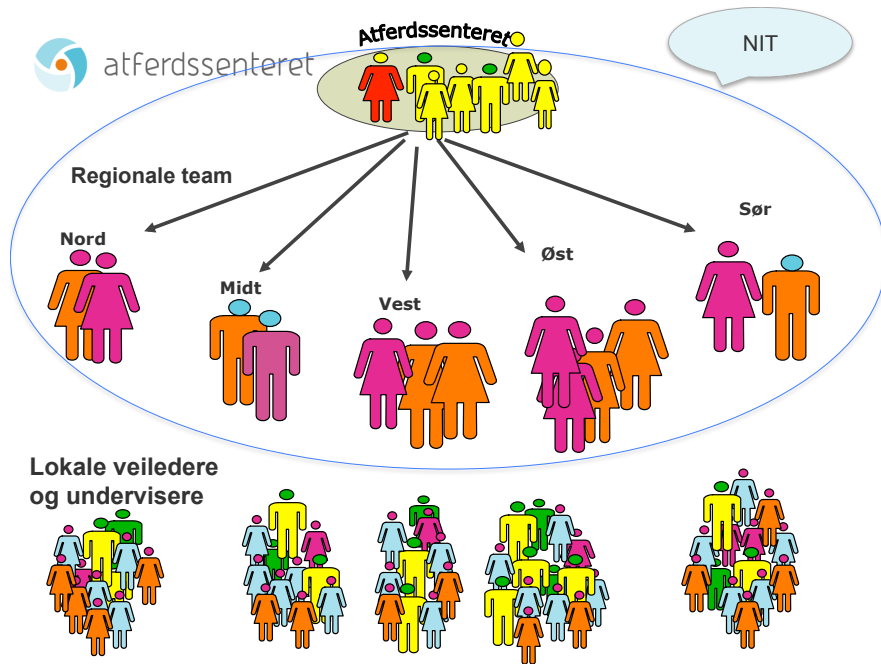 Atferdssenteret
NIT
atferdssenteret
Regionale team
Sør
Nord
Øst
Midt
Vest
Lokale veiledere
og undervisere